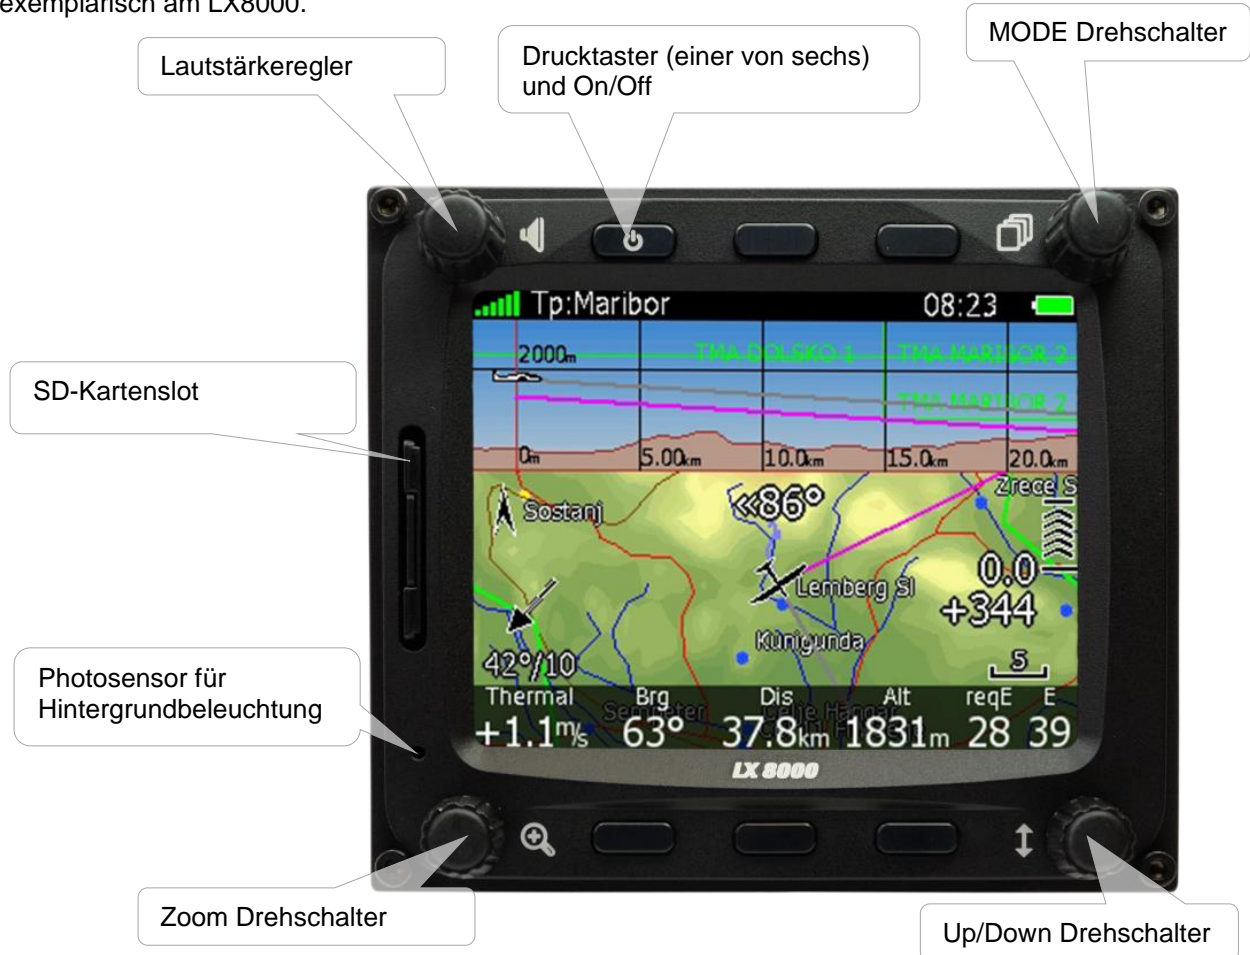 exemplarisch am LX8000.
MODE Drehschalter
Lautstärkeregler
Drucktaster (einer von sechs)
und On/Off
Tp:Maribor 08:23
2000m TMA DOLSKO 1 TMA MARIBOR 2
TMA MARIBOR 2
0m 5.00km 10.0km 15.0km 20.0km
SD-Kartenslot
Zrece S
«86°
Sostanj
0.0
Lemberg Sl
+344
Kunigunda
42°/10
5
Photosensor für
Hintergrundbeleuchtung
Thermal Brg Dis Alt reqE E
+1.1m/s 63° 37.8km 1831m 28 39
LX 8000
Zoom Drehschalter
Up/Down Drehschalter